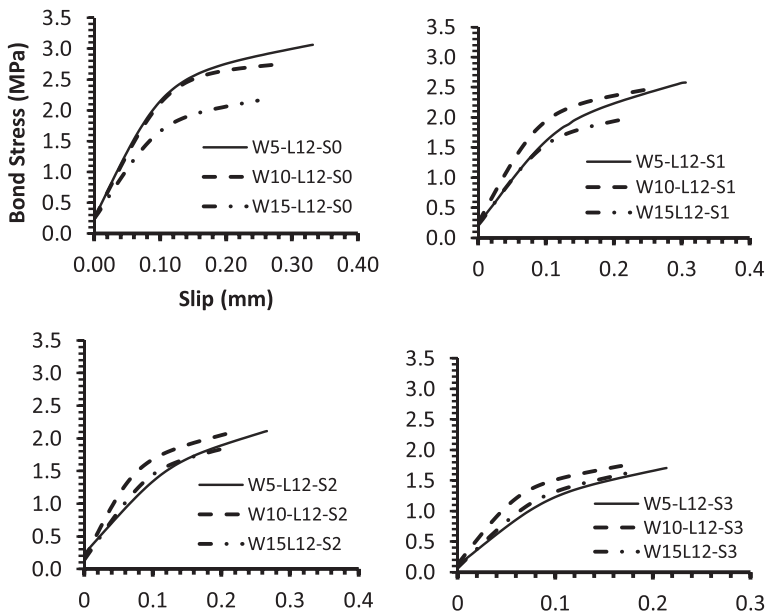 Bond Stress (MPa)
3.5
3.0
2.5
2.0
1.5
1.0
0.5
0.0
W5-L12-S0
W10-L12-S0
W15-L12-S0
0.00 0.10 0.20 0.30 0.40
Slip (mm)
3.5
3.0
2.5
2.0
1.5
1.0
0.5
0.0
W5-L12-S1
W10-L12-S1
W15L12-S1
0 0.1 0.2 0.3 0.4
3.5
3.0
2.5
2.0
1.5
1.0
0.5
0.0
W5-L12-S2
W10-L12-S2
W15L12-S2
0 0.1 0.2 0.3 0.4
3.5
3.0
2.5
2.0
1.5
1.0
0.5
0.0
W5-L12-S3
W10-L12-S3
W15L12-S3
0 0.1 0.2 0.3